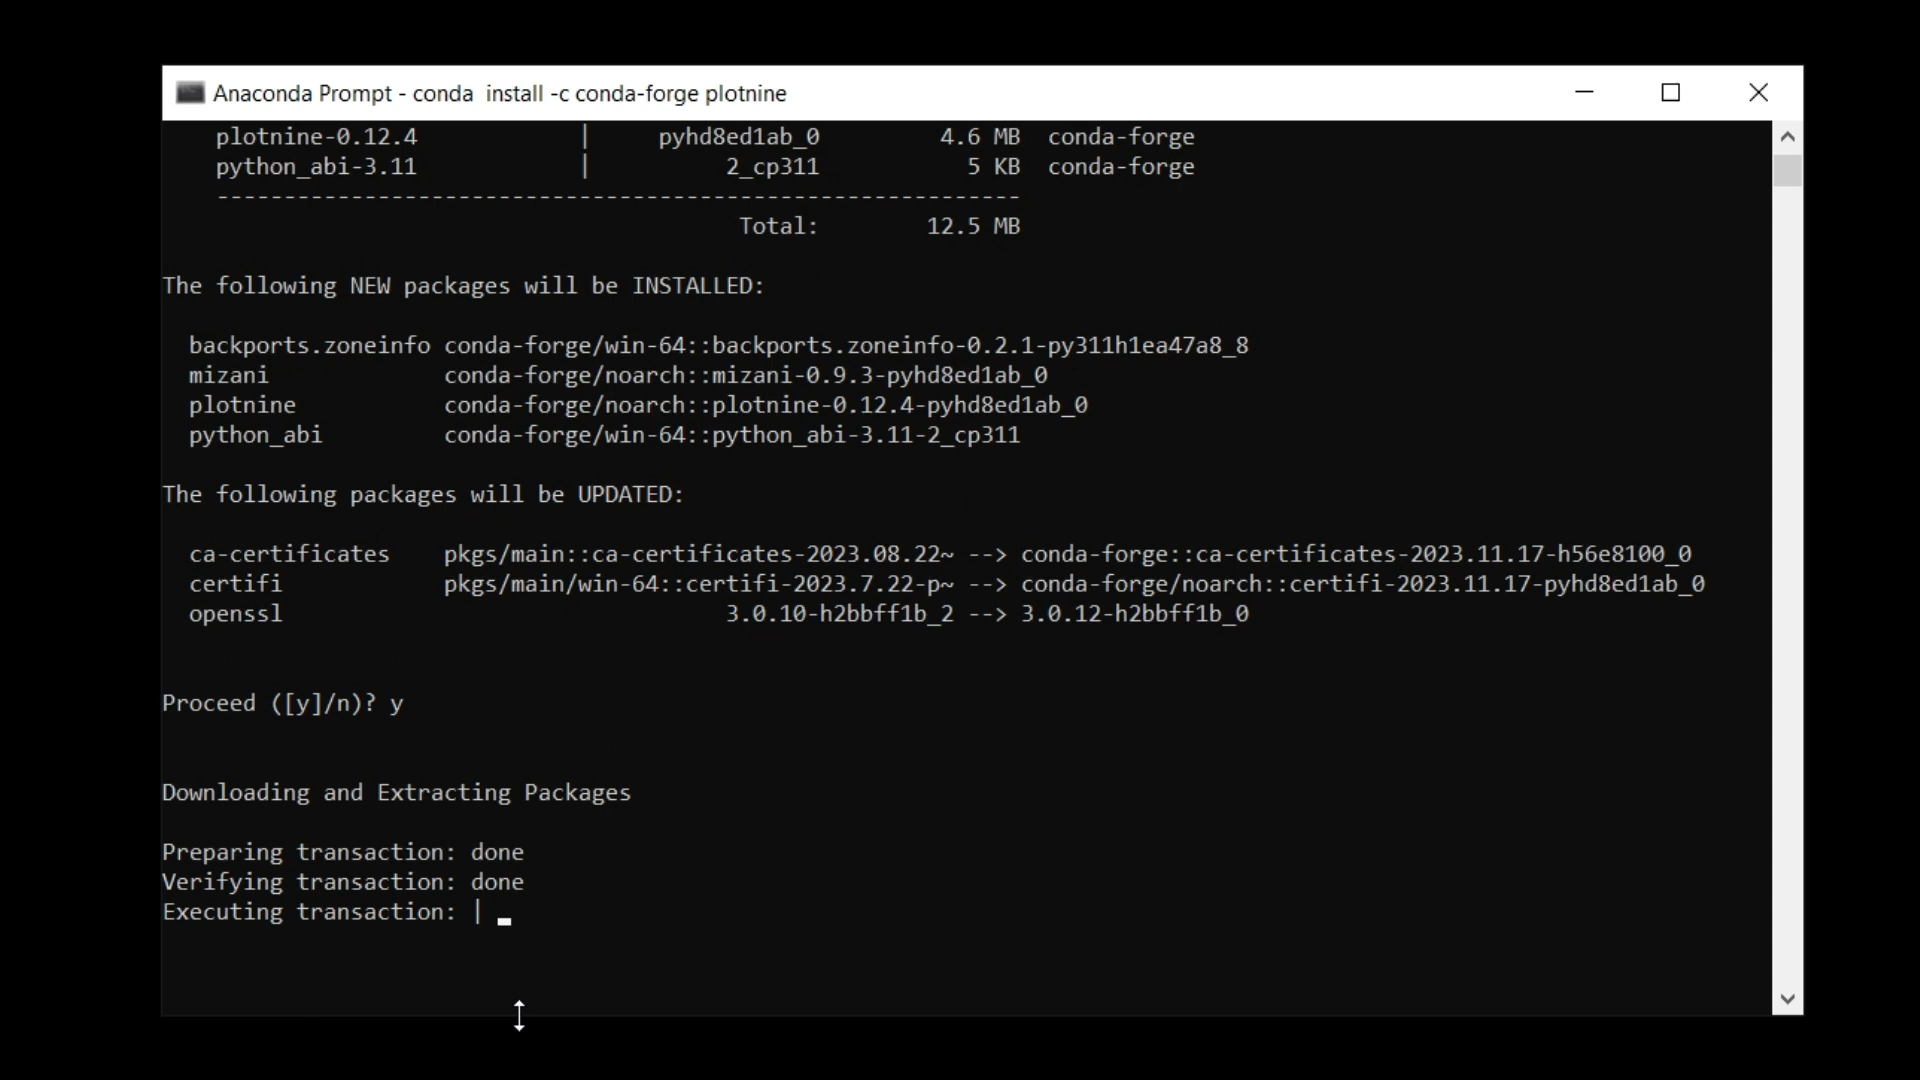 Anaconda Prompt - conda  install -c conda-forge plotnine
plotnine-0.12.4            |     pyhd8ed1ab_0         4.6 MB  conda-forge
python_abi-3.11            |          2_cp311           5 KB  conda-forge
------------------------------------------------------------
Total:        12.5 MB
The following NEW packages will be INSTALLED:
backports.zoneinfo conda-forge/win-64::backports.zoneinfo-0.2.1-py311h1ea47a8_8
mizani             conda-forge/noarch::mizani-0.9.3-pyhd8ed1ab_0
plotnine           conda-forge/noarch::plotnine-0.12.4-pyhd8ed1ab_0
python_abi         conda-forge/win-64::python_abi-3.11-2_cp311
The following packages will be UPDATED:
ca-certificates    pkgs/main::ca-certificates-2023.08.22~ --> conda-forge::ca-certificates-2023.11.17-h56e8100_0
certifi            pkgs/main/win-64::certifi-2023.7.22-p~ --> conda-forge/noarch::certifi-2023.11.17-pyhd8ed1ab_0
openssl                                 3.0.10-h2bbff1b_2 --> 3.0.12-h2bbff1b_0
Proceed ([y]/n)? y
Downloading and Extracting Packages
Preparing transaction: done
Verifying transaction: done
Executing transaction: |